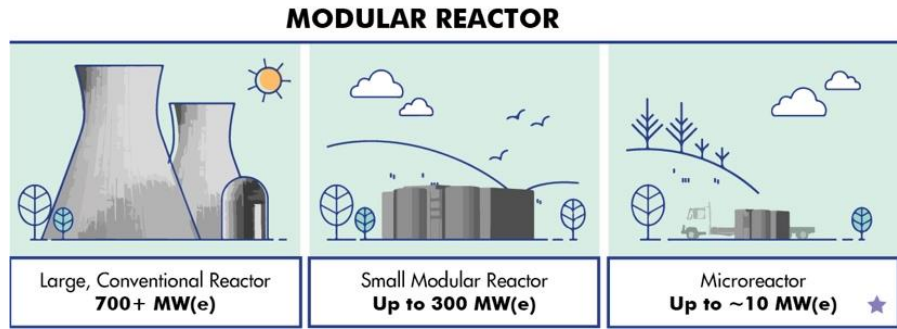 MODULAR REACTOR
Large, Conventional Reactor
700+ MW(e)
Small Modular Reactor
Up to 300 MW(e)
Microreactor
Up to ~10 MW(e)